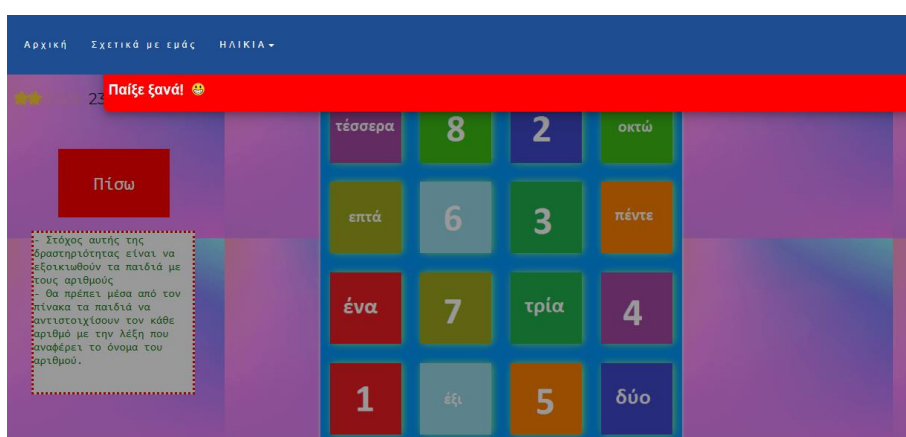 Αρχική Σχετικά με εμάς ΗΛΙΚΙΑ
Παίξε ξανά! 😀
23
τέσσερα 8 2 οκτώ
Πίσω
επτά 6 3 πέντε
- Στόχος αυτής της
δραστηριότητας είναι να
εξοικιωθούν τα παιδιά με
τους αριθμούς
- Θα πρέπει μέσα από τον
πίνακα τα παιδιά να
αντιστοιχίσουν τον κάθε
αριθμό με την λέξη που
αναφέρει το όνομα του
αριθμού.
ένα 7 τρία 4
1 έξι 5 δύο